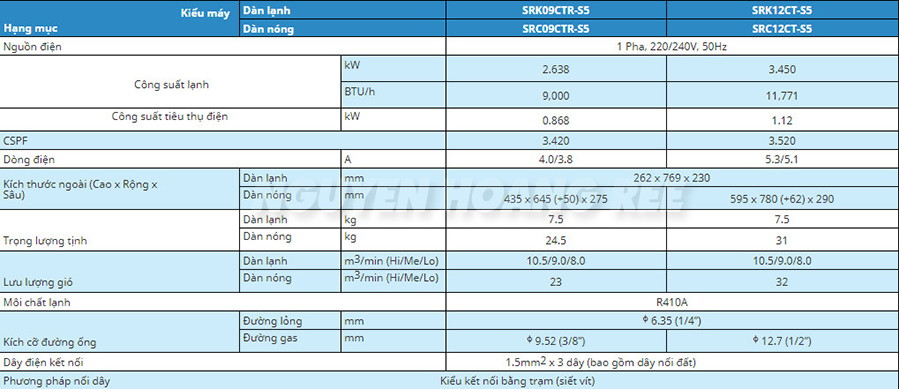 Kiểu máy Dàn lạnh SRK09CTR-S5 SRK12CT-S5
Hạng mục Dàn nóng SRC09CTR-S5 SRC12CT-S5
Nguồn điện 1 Pha, 220/240V, 50Hz
Công suất lạnh kW 2.638 3.450
BTU/h 9,000 11,771
Công suất tiêu thụ điện kW 0.868 1.12
CSPF 3.420 3.520
Dòng điện A 4.0/3.8 5.3/5.1
Kích thước ngoài (Cao x Rộng x Sâu) Dàn lạnh mm 262 x 769 x 230
Dàn nóng mm 435 x 645 (+50) x 275 595 x 780 (+62) x 290
NGUYEN HOANG REE
Trọng lượng tịnh Dàn lạnh kg 7.5 7.5
Dàn nóng kg 24.5 31
Lưu lượng gió Dàn lạnh m3/min (Hi/Me/Lo) 10.5/9.0/8.0 10.5/9.0/8.0
Dàn nóng m3/min (Hi/Me/Lo) 23 32
Môi chất lạnh R410A
Kích cỡ đường ống Đường lỏng mm ϕ 6.35 (1/4”)
Đường gas mm ϕ 9.52 (3/8”) ϕ 12.7 (1/2”)
Dây điện kết nối 1.5mm2 x 3 dây (bao gồm dây nối đất)
Phương pháp nối dây Kiểu kết nối bằng trạm (siết vít)